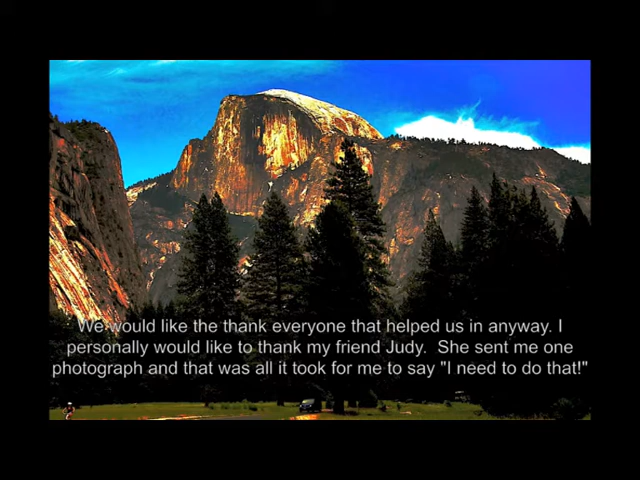 We would like the thank everyone that helped us in anyway. I
personally would like to thank my friend Judy.  She sent me one
photograph and that was all it took for me to say "I need to do that!"